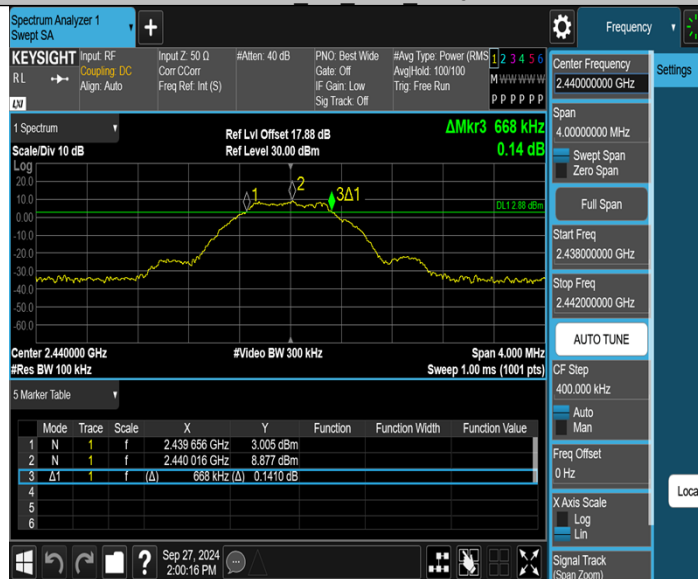 Spectrum Analyzer 1
Swept SA
+
Frequency
KEYSIGHT
RL
LXI
Input: RF
Coupling: DC
Align: Auto
Input Z: 50 Ω
Corr CCorr
Freq Ref: Int (S)
#Atten: 40 dB
PNO: Best Wide
Gate: Off
IF Gain: Low
Sig Track: Off
#Avg Type: Power (RMS
Avg|Hold: 100/100
Trig: Free Run
1 2 3 4 5 6
M W W W W W
P P P P P P
1 Spectrum
Scale/Div 10 dB
Log
Ref Lvl Offset 17.88 dB
Ref Level 30.00 dBm
ΔMkr3 668 kHz
0.14 dB
20.0
10.0
0.00
-10.0
-20.0
-30.0
-40.0
-50.0
-60.0
1
2
3Δ1
DL1 2.88 dBm
Center 2.440000 GHz
#Res BW 100 kHz
#Video BW 300 kHz
Span 4.000 MHz
Sweep 1.00 ms (1001 pts)
5 Marker Table
Mode Trace Scale X Y Function Function Width Function Value
1 N 1 f 2.439 656 GHz 3.005 dBm
2 N 1 f 2.440 016 GHz 8.877 dBm
3 Δ1 1 f (Δ) 668 kHz (Δ) 0.1410 dB
4
5
6
Sep 27, 2024
2:00:16 PM
?
Center Frequency
2.440000000 GHz
Span
4.00000000 MHz
Swept Span
Zero Span
Full Span
Start Freq
2.438000000 GHz
Stop Freq
2.442000000 GHz
AUTO TUNE
CF Step
400.000 kHz
Auto
Man
Freq Offset
0 Hz
X Axis Scale
Log
Lin
Signal Track
(Span Zoom)
Settings
Loca